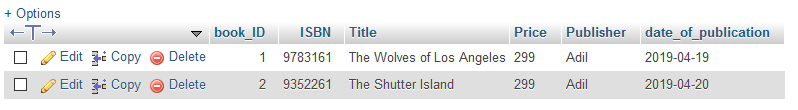 + Options
←T→ book_ID ISBN Title Price Publisher date_of_publication
Edit Copy Delete 1 9783161 The Wolves of Los Angeles 299 Adil 2019-04-19
Edit Copy Delete 2 9352261 The Shutter Island 299 Adil 2019-04-20